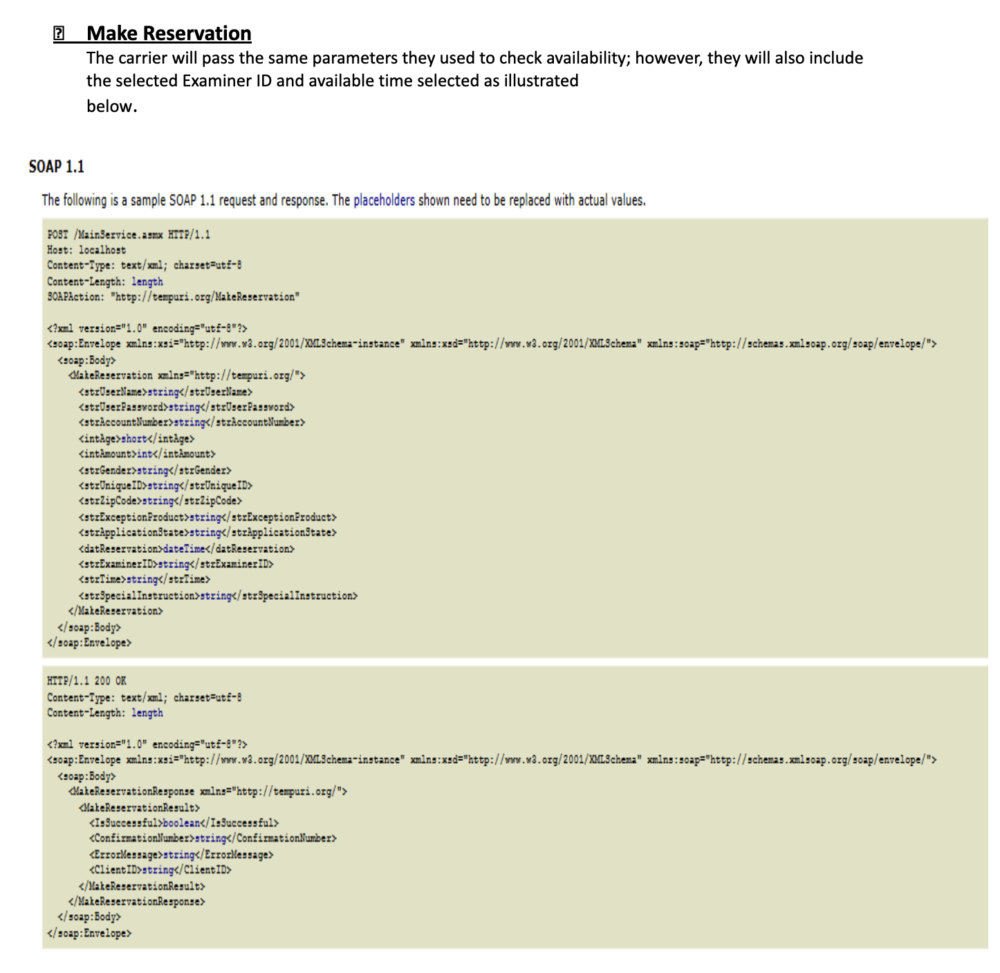 Make Reservation
The carrier will pass the same parameters they used to check availability; however, they will also include
the selected Examiner ID and available time selected as illustrated
below.
SOAP 1.1
The following is a sample SOAP 1.1 request and response. The placeholders shown need to be replaced with actual values.
POST /MainService.asmx HTTP/1.1
Host: localhost
Content-Type: text/xml; charset=utf-8
Content-Length: length
SOAPAction: "http://tempuri.org/MakeReservation"
<?xml version="1.0" encoding="utf-8"?>
<soap:Envelope xmlns:xsi="http://www.w3.org/2001/XMLSchema-instance" xmlns:xsd="http://www.w3.org/2001/XMLSchema" xmlns:soap="http://schemas.xmlsoap.org/soap/envelope/">
<soap:Body>
<MakeReservation xmlns="http://tempuri.org/">
<strUserName>string</strUserName>
<strUserPassword>string</strUserPassword>
<strAccountNumber>string</strAccountNumber>
<intAge>short</intAge>
<intAmount>int</intAmount>
<strGender>string</strGender>
<strUniqueID>string</strUniqueID>
<strZipCode>string</strZipCode>
<strExceptionProduct>string</strExceptionProduct>
<strApplicationState>string</strApplicationState>
<datReservation>dateTime</datReservation>
<strExaminerID>string</strExaminerID>
<strTime>string</strTime>
<strSpecialInstruction>string</strSpecialInstruction>
</MakeReservation>
</soap:Body>
</soap:Envelope>
HTTP/1.1 200 OK
Content-Type: text/xml; charset=utf-8
Content-Length: length
<?xml version="1.0" encoding="utf-8"?>
<soap:Envelope xmlns:xsi="http://www.w3.org/2001/XMLSchema-instance" xmlns:xsd="http://www.w3.org/2001/XMLSchema" xmlns:soap="http://schemas.xmlsoap.org/soap/envelope/">
<soap:Body>
<MakeReservationResponse xmlns="http://tempuri.org/">
<MakeReservationResult>
<IsSuccessful>boolean</IsSuccessful>
<ConfirmationNumber>string</ConfirmationNumber>
<ErrorMessage>string</ErrorMessage>
<ClientID>string</ClientID>
</MakeReservationResult>
</MakeReservationResponse>
</soap:Body>
</soap:Envelope>